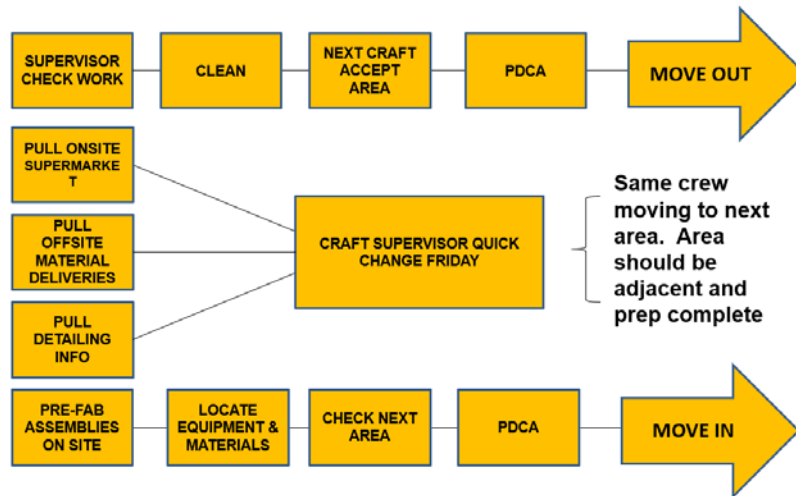 SUPERVISOR
CHECK WORK
CLEAN
NEXT CRAFT
ACCEPT
AREA
PDCA
MOVE OUT
PULL ONSITE
SUPERMARKE
T
PULL
OFFSITE
MATERIAL
DELIVERIES
PULL
DETAILING
INFO
CRAFT SUPERVISOR QUICK
CHANGE FRIDAY
Same crew
moving to next
area. Area
should be
adjacent and
prep complete
PRE-FAB
ASSEMBLIES
ON SITE
LOCATE
EQUIPMENT &
MATERIALS
CHECK NEXT
AREA
PDCA
MOVE IN